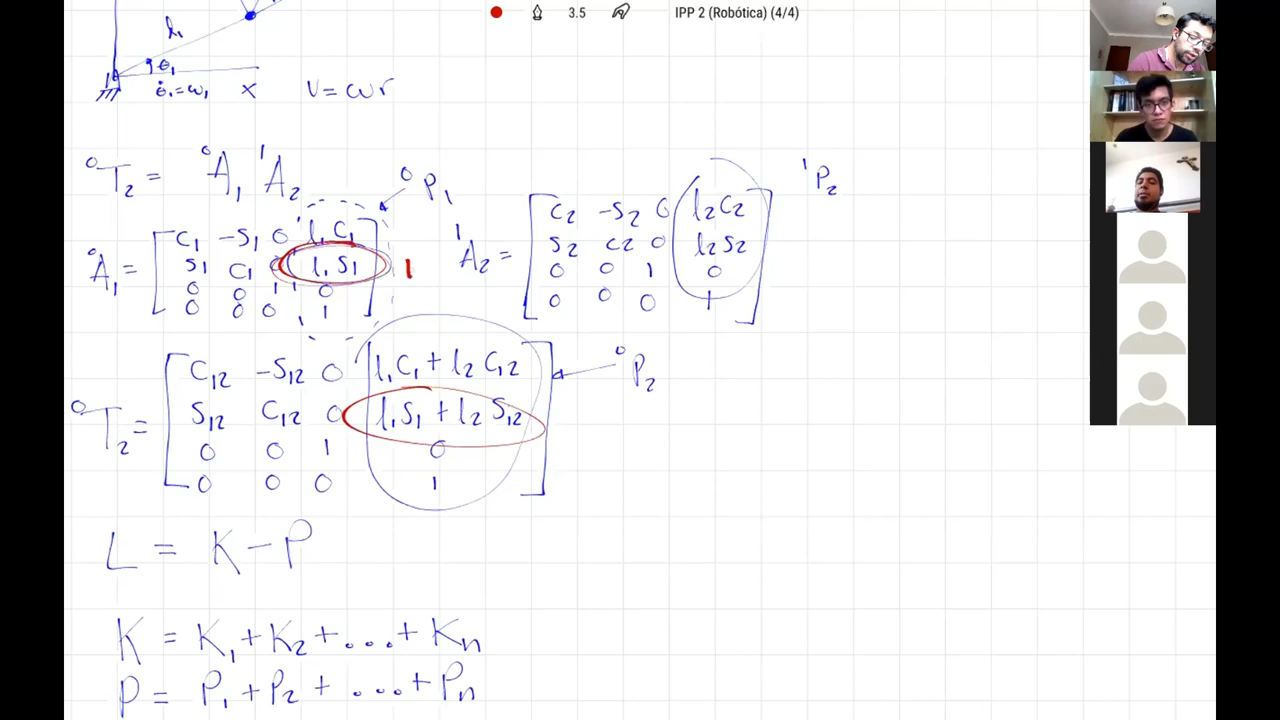 3.5 IPP 2 (Robótica) (4/4)
l₁
θ₁
θ̇₁=ω₁ x v = ωr
⁰T₂ = ⁰A₁ ¹A₂
⁰P₁
¹P₂
⁰A₁ = [ C₁ -S₁ 0 l₁C₁
S₁ C₁ 0 l₁S₁
0 0 1 0
0 0 0 1 ]
1
¹A₂ = [ C₂ -S₂ 0 l₂C₂
S₂ C₂ 0 l₂S₂
0 0 1 0
0 0 0 1 ]
⁰T₂ = [ C₁₂ -S₁₂ 0 l₁C₁ + l₂C₁₂
S₁₂ C₁₂ 0 l₁S₁ + l₂S₁₂
0 0 1 0
0 0 0 1 ]
⁰P₂
L = K - P
K = K₁ + K₂ + .... + Kₙ
P = P₁ + P₂ + .... + Pₙ